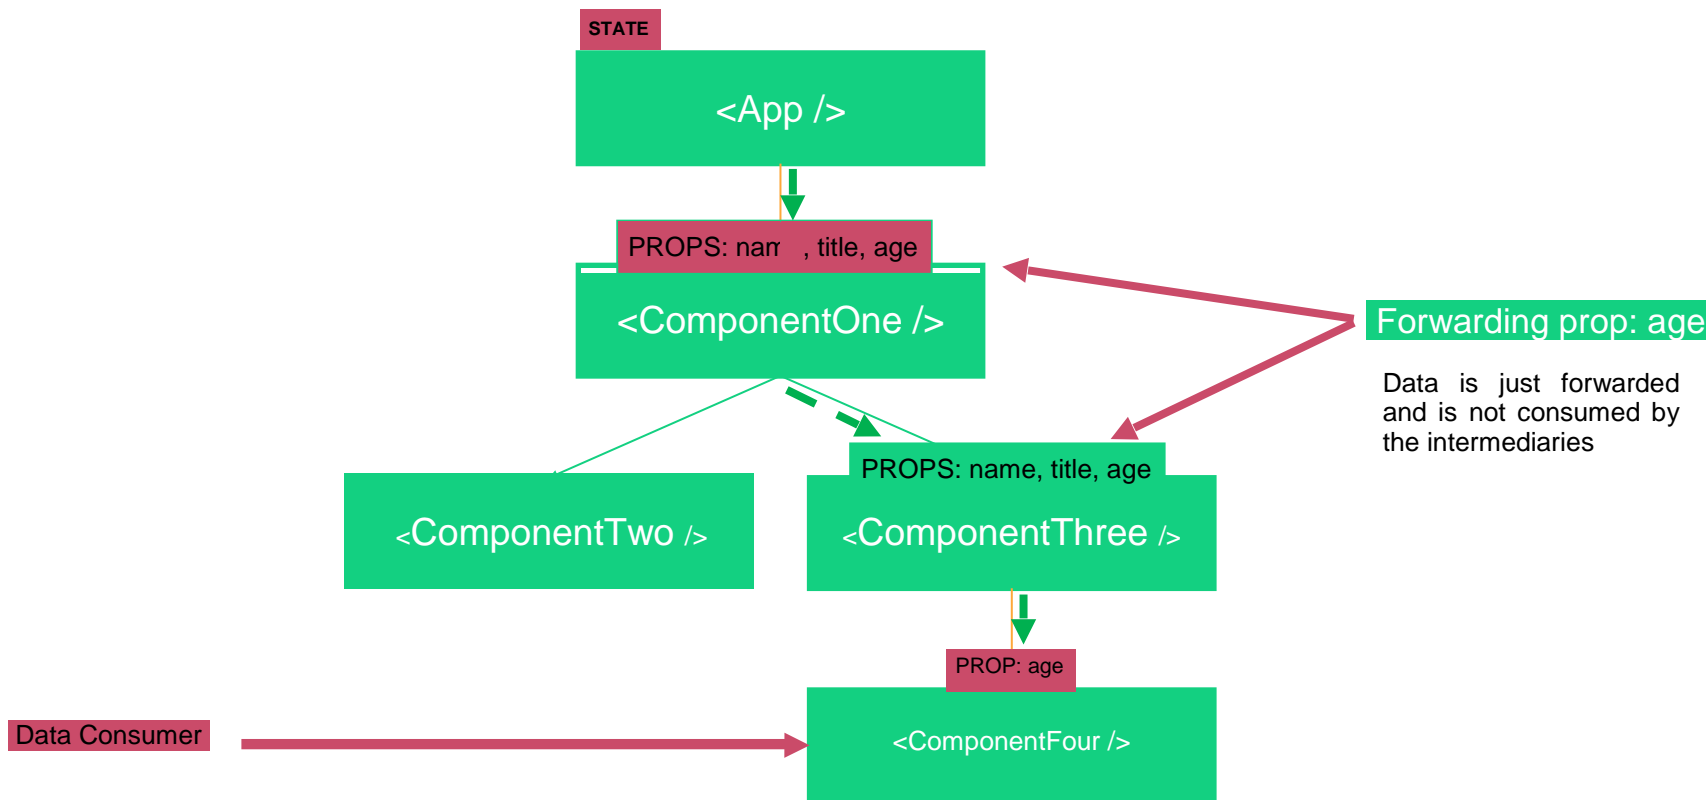 STATE
<App />
PROPS: nam , title, age
<ComponentOne />
Forwarding prop: age
Data is just forwarded
and is not consumed by
the intermediaries
PROPS: name, title, age
<ComponentTwo />
<ComponentThree />
PROP: age
Data Consumer
<ComponentFour />